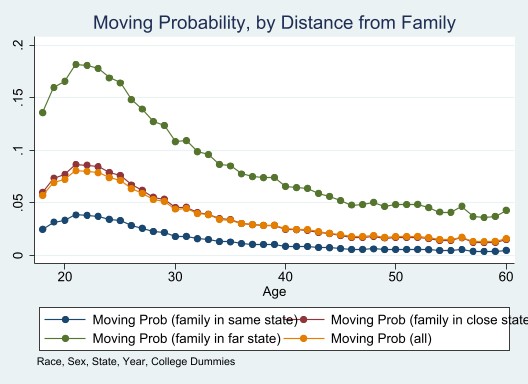 Moving Probability, by Distance from Family
.2
.15
.1
.05
0
20 30 40 50 60
Age
Moving Prob (family in same state) Moving Prob (family in close state
Moving Prob (family in far state) Moving Prob (all)
Race, Sex, State, Year, College Dummies